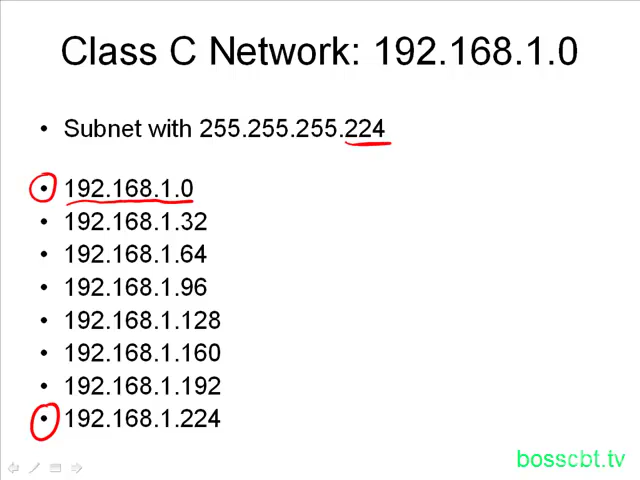 Class C Network: 192.168.1.0
• Subnet with 255.255.255.224
• 192.168.1.0
• 192.168.1.32
• 192.168.1.64
• 192.168.1.96
• 192.168.1.128
• 192.168.1.160
• 192.168.1.192
• 192.168.1.224
bosscbt.tv